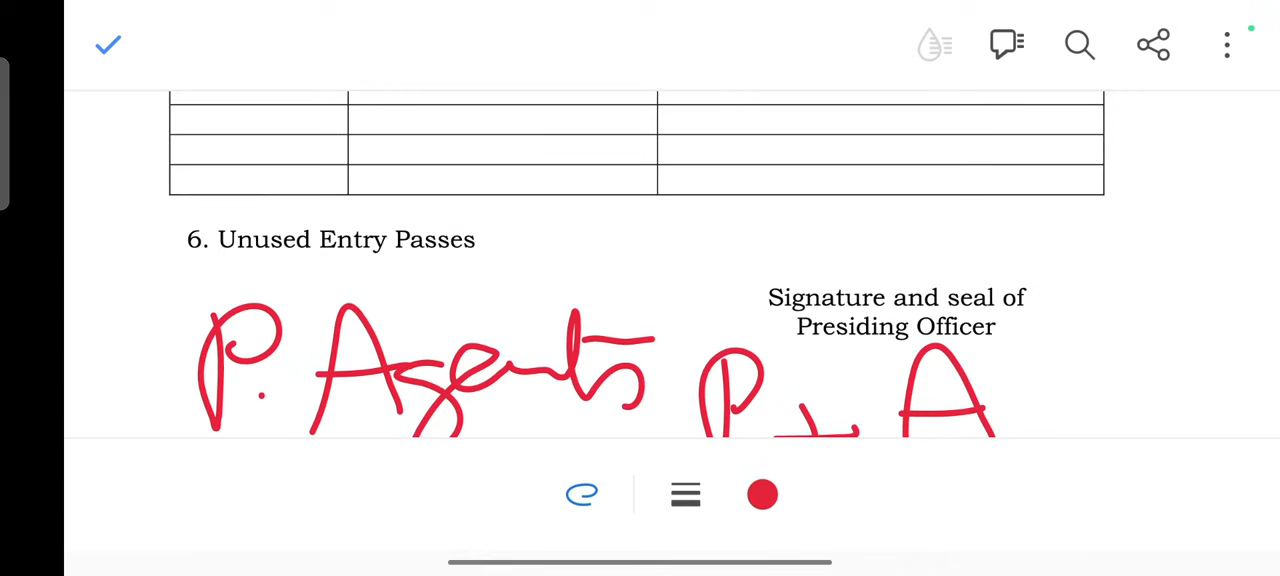 6. Unused Entry Passes
Signature and seal of
Presiding Officer
P. Agents P + A